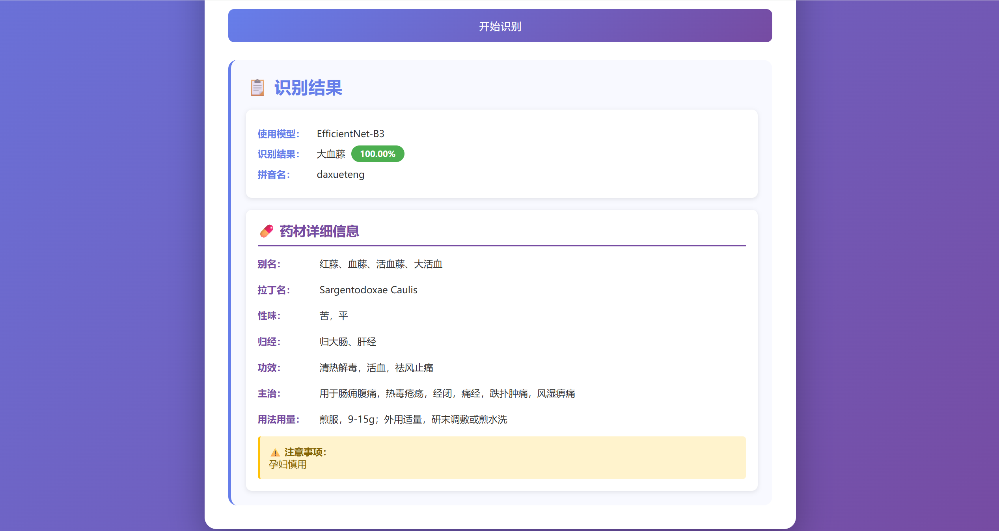 开始识别
识别结果
使用模型： EfficientNet-B3
识别结果： 大血藤 100.00%
拼音名： daxueteng
药材详细信息
别名： 红藤、血藤、活血藤、大活血
拉丁名： Sargentodoxae Caulis
性味： 苦，平
归经： 归大肠、肝经
功效： 清热解毒，活血，祛风止痛
主治： 用于肠痈腹痛，热毒疮疡，经闭，痛经，跌扑肿痛，风湿痹痛
用法用量： 煎服，9-15g；外用适量，研末调敷或煎水洗
注意事项：
孕妇慎用